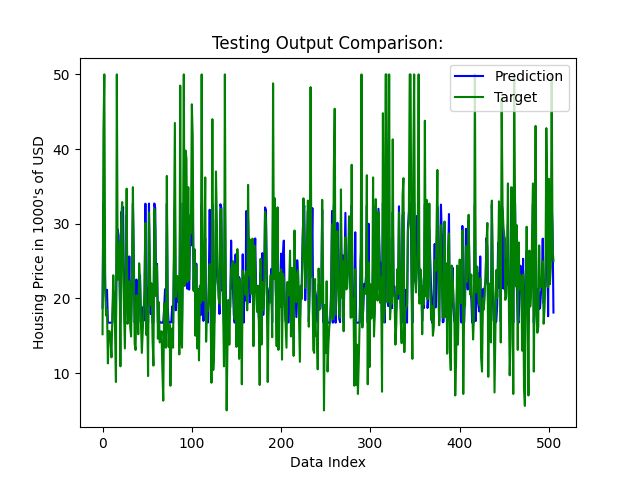 Testing Output Comparison:
Prediction
Target
50
40
30
20
10
Housing Price in 1000's of USD
0
100
200
300
400
500
Data Index